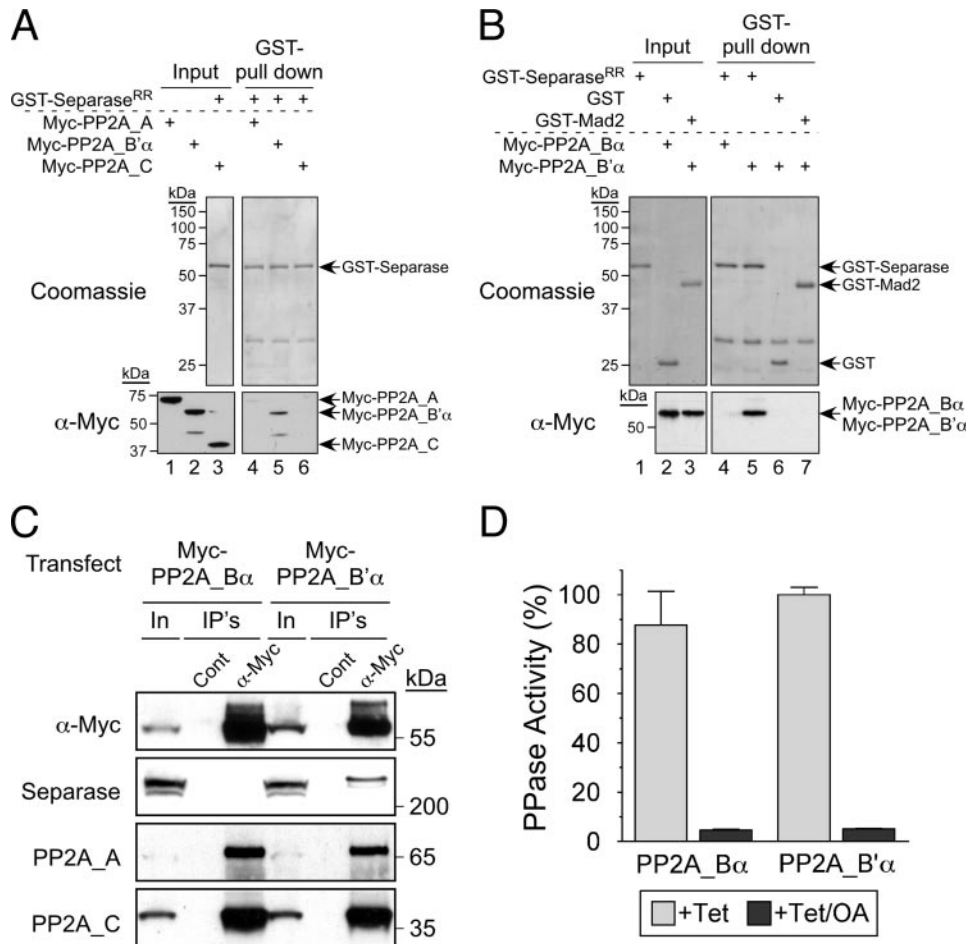 A
GST-
pull down
Input
GST-SeparaseRR + + + +
Myc-PP2A_A + +
Myc-PP2A_B'α + +
Myc-PP2A_C + +
kDa
150
100
75
50
37
25
Coomassie
GST-Separase
kDa
75
50
37
α-Myc
Myc-PP2A_A
Myc-PP2A_B'α
Myc-PP2A_C
1 2 3 4 5 6
B
GST-
pull down
Input
GST-SeparaseRR + + +
GST + +
GST-Mad2 + +
Myc-PP2A_Bα + +
Myc-PP2A_B'α + + + +
kDa
150
100
75
50
37
25
Coomassie
GST-Separase
GST-Mad2
GST
kDa
50
α-Myc
Myc-PP2A_Bα
Myc-PP2A_B'α
1 2 3 4 5 6 7
C
Transfect
Myc-
PP2A_Bα
Myc-
PP2A_B'α
In IP's In IP's
Cont α-Myc Cont α-Myc
kDa
α-Myc
55
Separase
200
PP2A_A
65
PP2A_C
35
D
PPase Activity (%)
100
80
60
40
20
0
PP2A_Bα PP2A_B'α
+Tet +Tet/OA